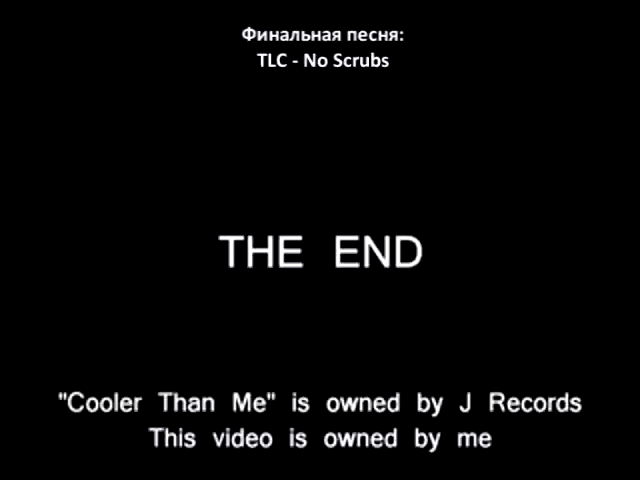 Финальная песня:
TLC - No Scrubs
THE END
"Cooler Than Me" is owned by J Records
This video is owned by me